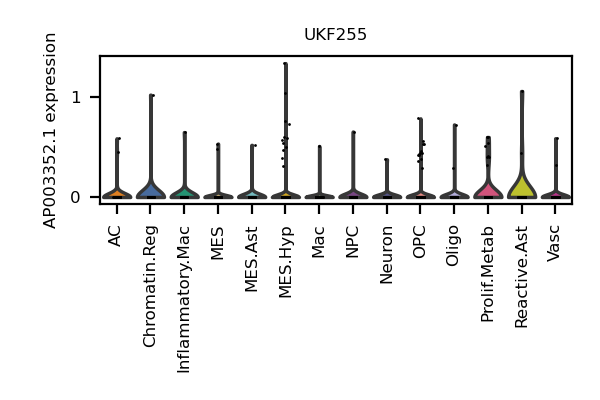 UKF255
AP003352.1 expression
1
0
AC
Chromatin.Reg
Inflammatory.Mac
MES
MES.Ast
MES.Hyp
Mac
NPC
Neuron
OPC
Oligo
Prolif.Metab
Reactive.Ast
Vasc